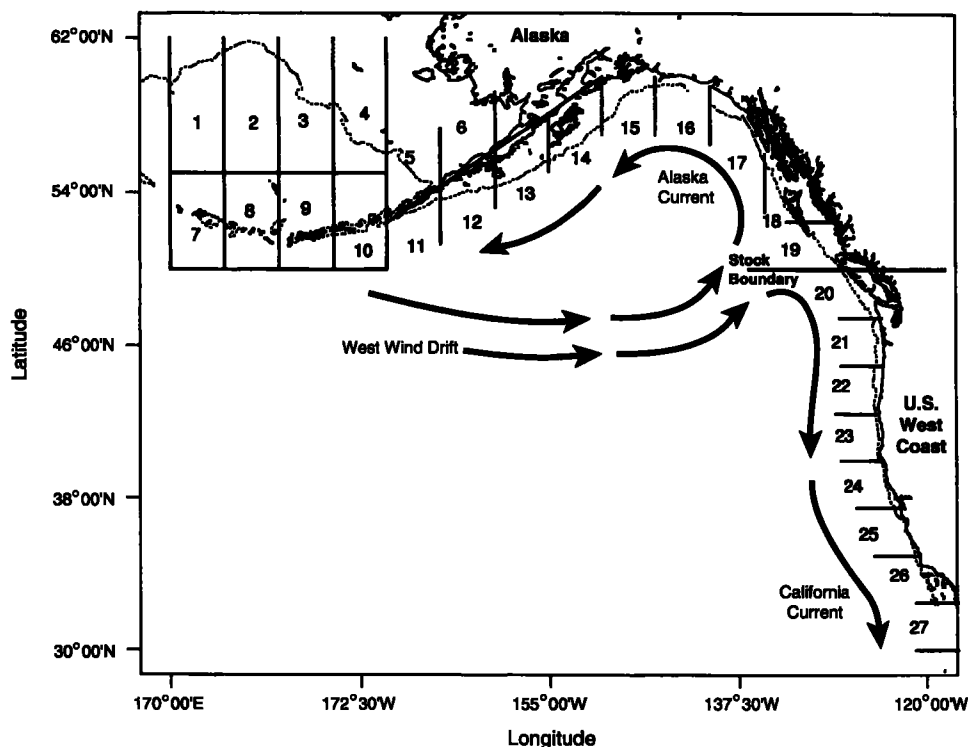 62°00'N
Alaska
1
2
3
4
5
6
15
16
14
17
54°00'N
13
Alaska
Current
7
8
9
10
11
12
18
19
Stock
Boundary
20
Latitude
46°00'N
West Wind Drift
21
22
U.S.
West
Coast
23
38°00'N
24
25
26
California
Current
27
30°00'N
170°00'E
172°30'W
155°00'W
137°30'W
120°00'W
Longitude